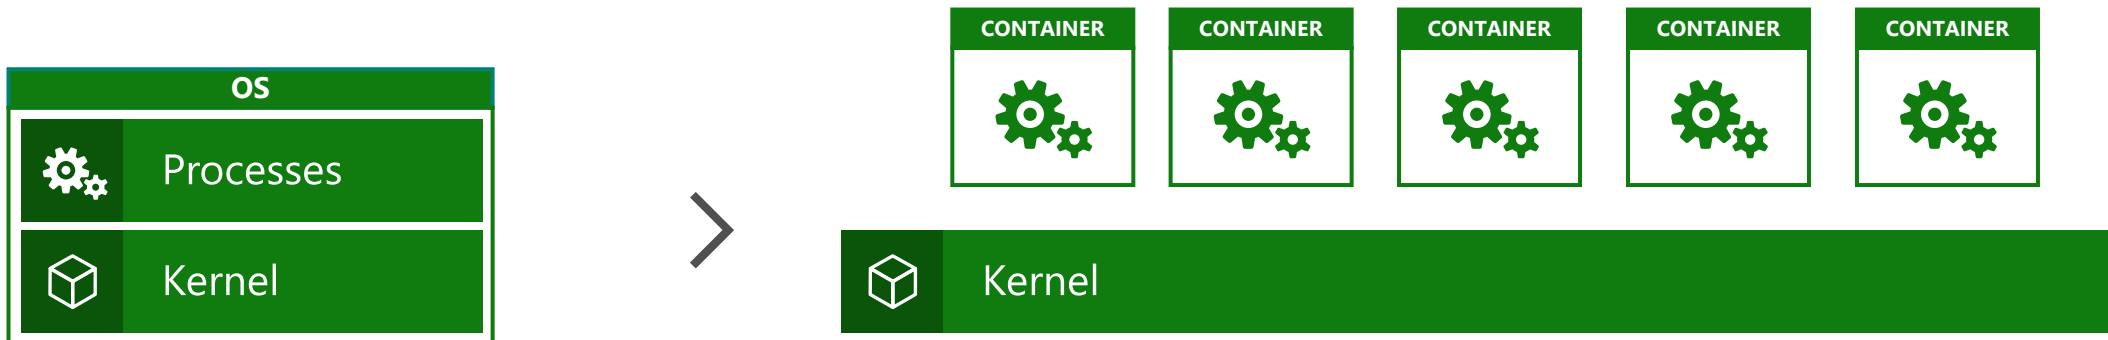 OS
Processes
Kernel
CONTAINER
CONTAINER
CONTAINER
CONTAINER
CONTAINER
Kernel